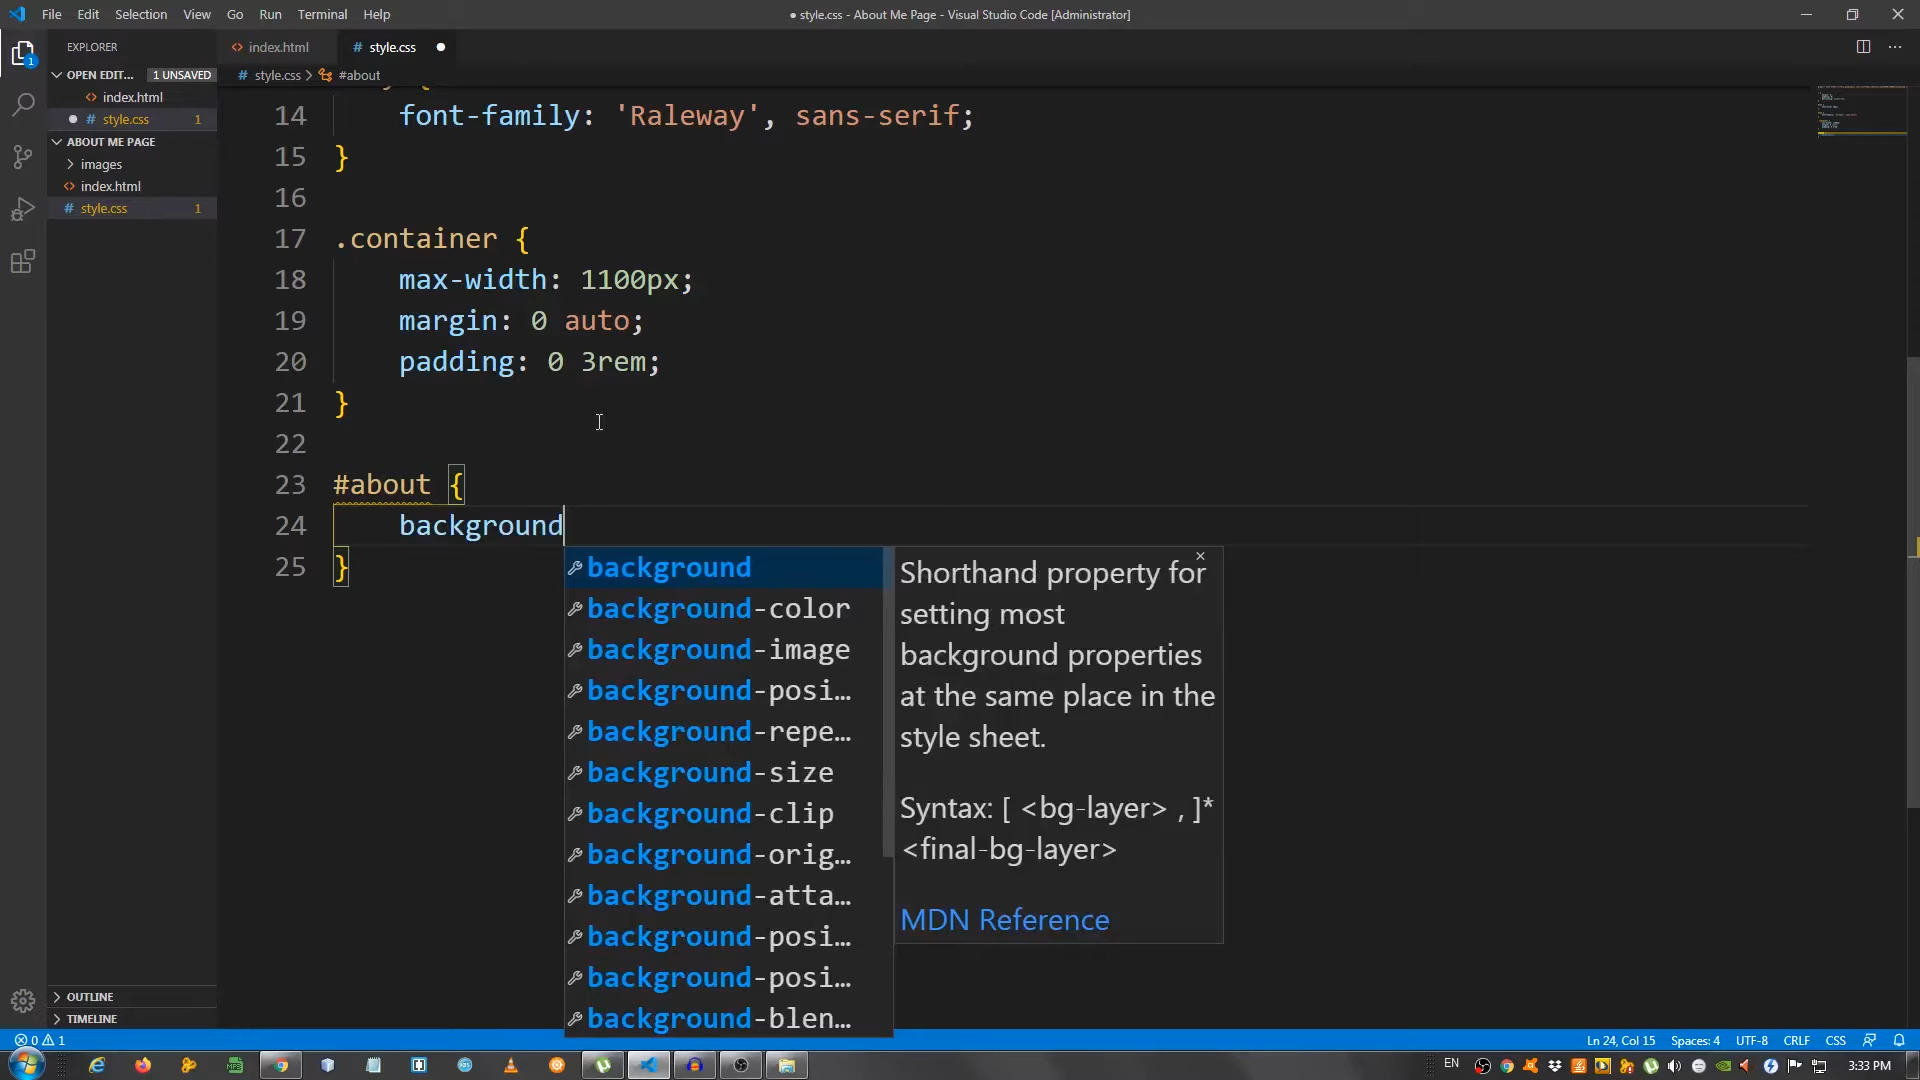 File Edit Selection View Go Run Terminal Help
● style.css - About Me Page - Visual Studio Code [Administrator]
EXPLORER
<> index.html
# style.css ●
OPEN EDIT... 1 UNSAVED
# style.css > #about
<> index.html
● # style.css 1
ABOUT ME PAGE
> images
<> index.html
# style.css 1
14 font-family: 'Raleway', sans-serif;
15 }
16
17 .container {
18 max-width: 1100px;
19 margin: 0 auto;
20 padding: 0 3rem;
21 }
22
23 #about {
24 background
25 }
background
background-color
background-image
background-posi...
background-repe...
background-size
background-clip
background-orig...
background-atta...
background-posi...
background-posi...
background-blen...
Shorthand property for
setting most
background properties
at the same place in the
style sheet.
Syntax: [ <bg-layer> , ]*
<final-bg-layer>
MDN Reference
OUTLINE
TIMELINE
0 1
Ln 24, Col 15 Spaces: 4 UTF-8 CRLF CSS
EN
3:33 PM